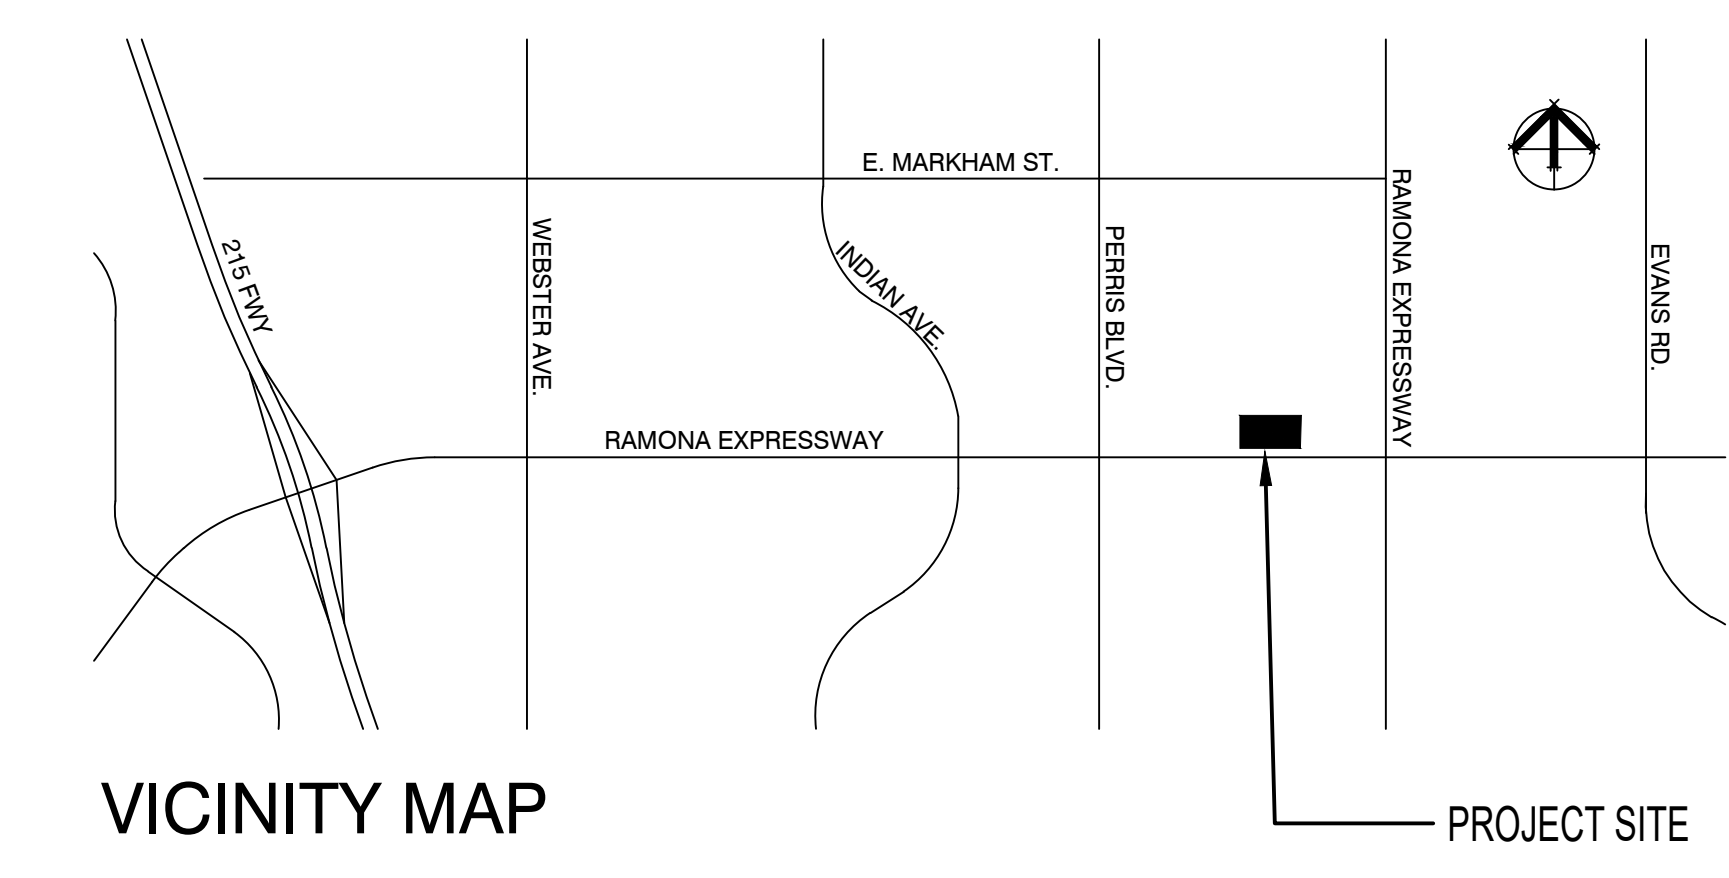 E. MARKHAM ST.
215 FWY
WEBSTER AVE.
INDIAN AVE.
PERRIS BLVD.
RAMONA EXPRESSWAY
EVANS RD.
RAMONA EXPRESSWAY
VICINITY MAP
PROJECT SITE